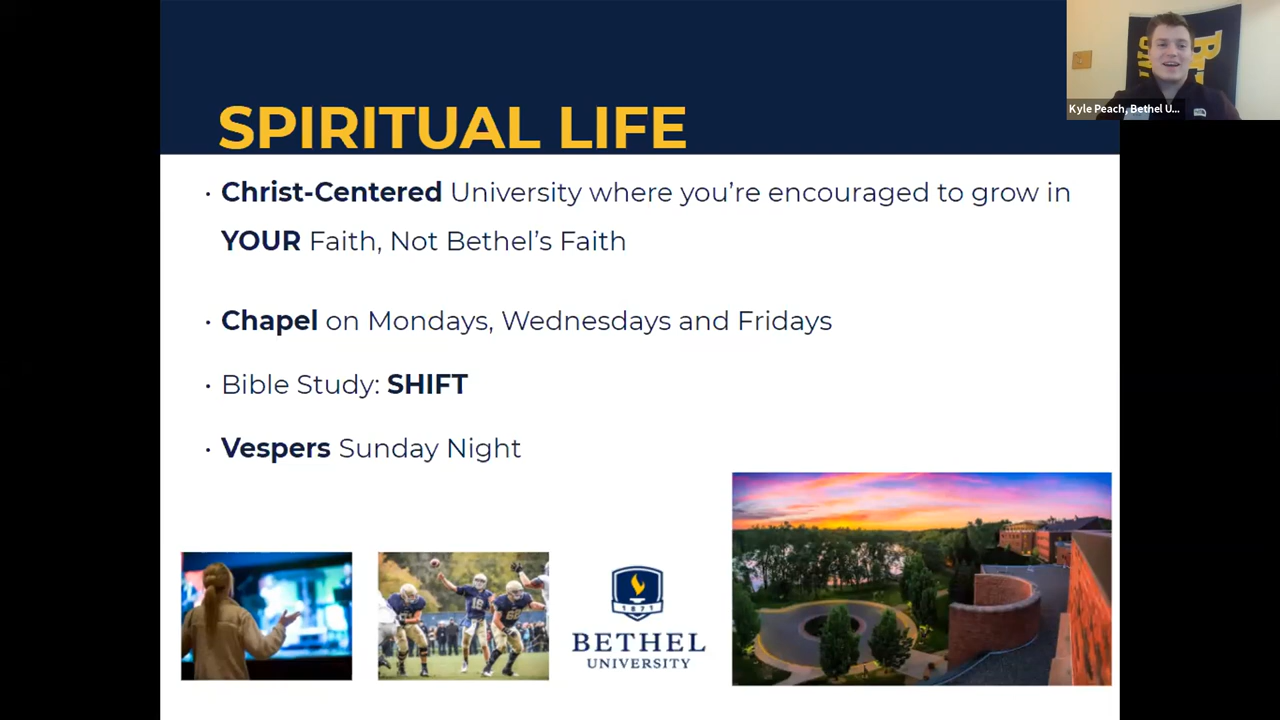 SPIRITUAL LIFE
Kyle Peach, Bethel U...
• Christ-Centered University where you’re encouraged to grow in
YOUR Faith, Not Bethel’s Faith
• Chapel on Mondays, Wednesdays and Fridays
• Bible Study: SHIFT
• Vespers Sunday Night
1871
BETHEL
UNIVERSITY